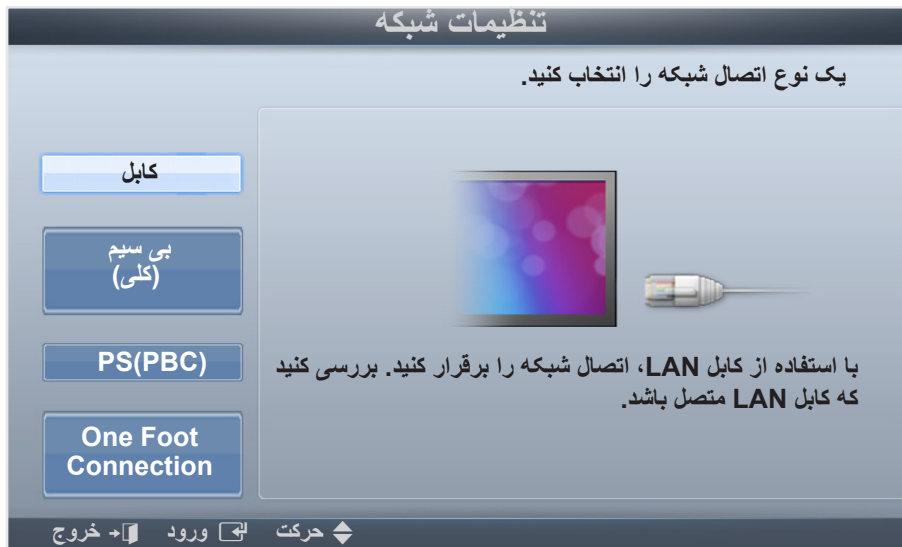 تنظیمات شبکه
یک نوع اتصال شبکه را انتخاب کنید.
کابل
بی سیم
(کلی)
PS(PBC)
One Foot
Connection
با استفاده از کابل LAN، اتصال شبکه را برقرار کنید. بررسی کنید
که کابل LAN متصل باشد.
حرکت ورود خروج